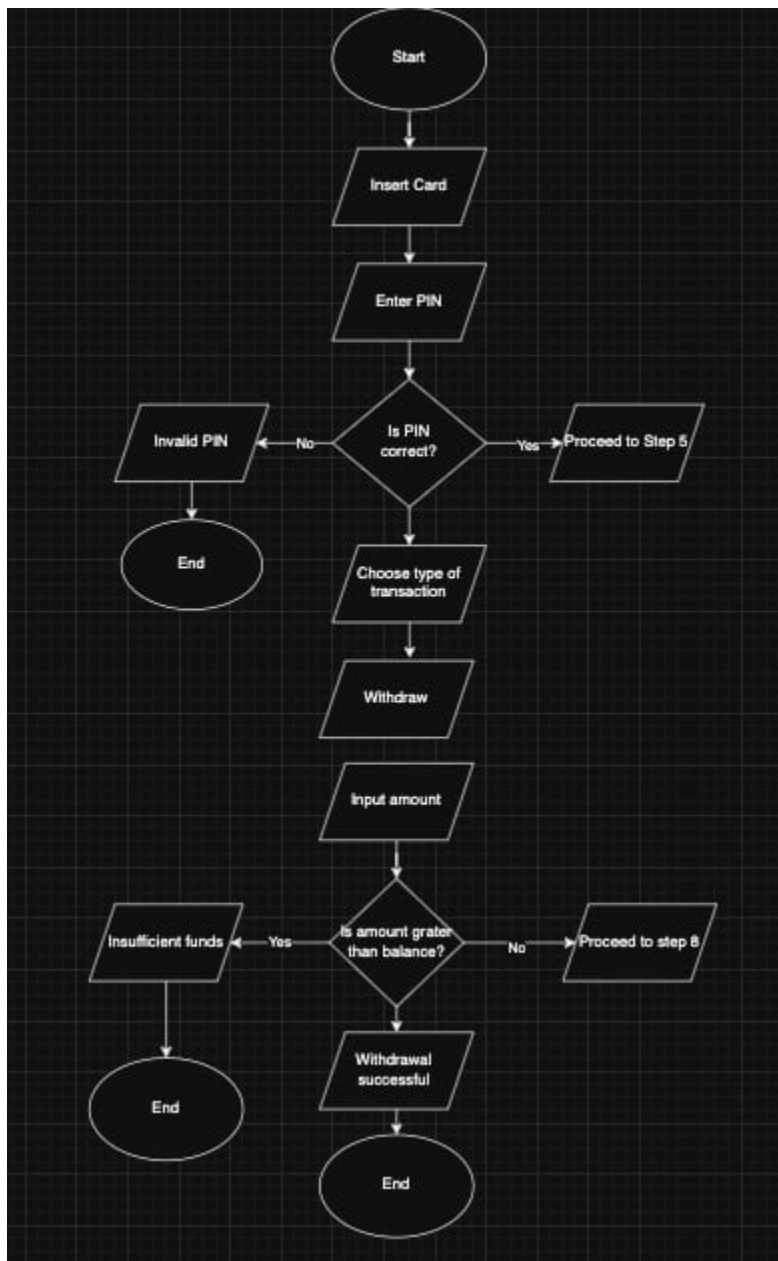 Start
Insert Card
Enter PIN
Is PIN
correct?
No
Invalid PIN
Yes
Proceed to Step 5
End
Choose type of
transaction
Withdraw
Input amount
Is amount grater
than balance?
Yes
Insufficient funds
No
Proceed to step 8
Withdrawal
successful
End
End